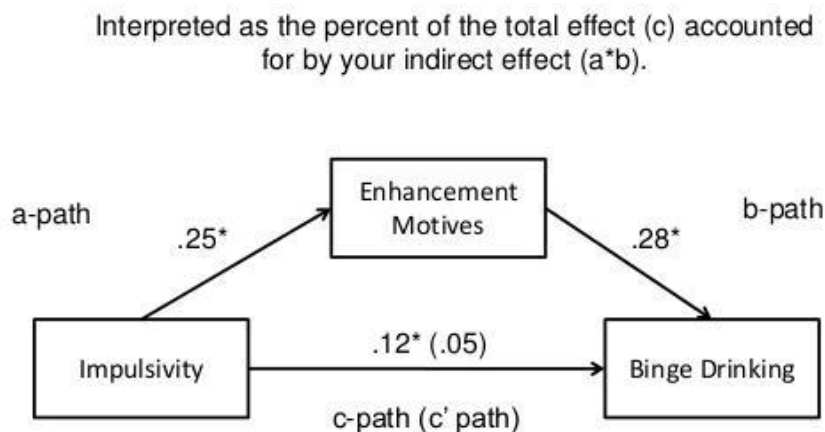 Interpreted as the percent of the total effect (c) accounted
for by your indirect effect (a*b).
Enhancement
Motives
a-path
b-path
.25*
.28*
.12* (.05)
Impulsivity
Binge Drinking
c-path (c' path)